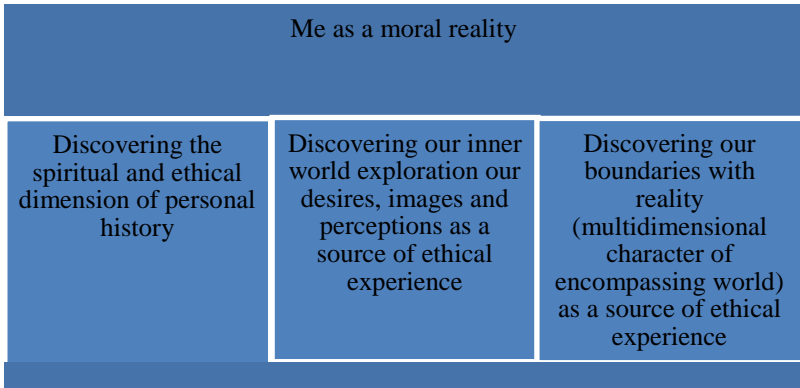 Me as a moral reality
Discovering the
spiritual and ethical
dimension of personal
history
Discovering our inner
world exploration our
desires, images and
perceptions as a
source of ethical
experience
Discovering our
boundaries with
reality
(multidimensional
character of
encompassing world)
as a source of ethical
experience